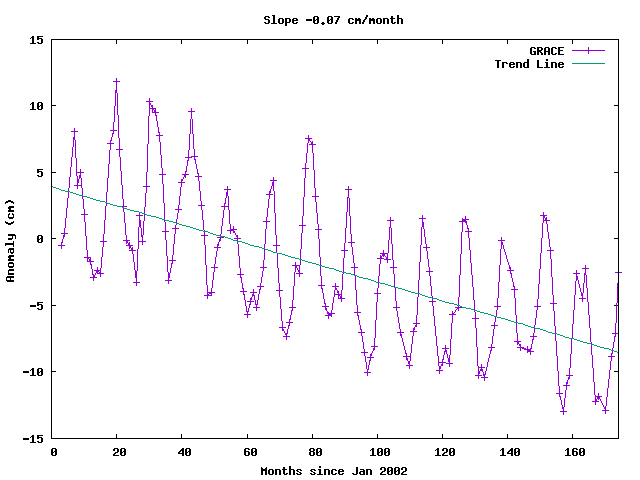 Slope -0.07 cm/month
GRACE
Trend Line
15
10
5
0
-5
-10
-15
Anomaly (cm)
0 20 40 60 80 100 120 140 160
Months since Jan 2002